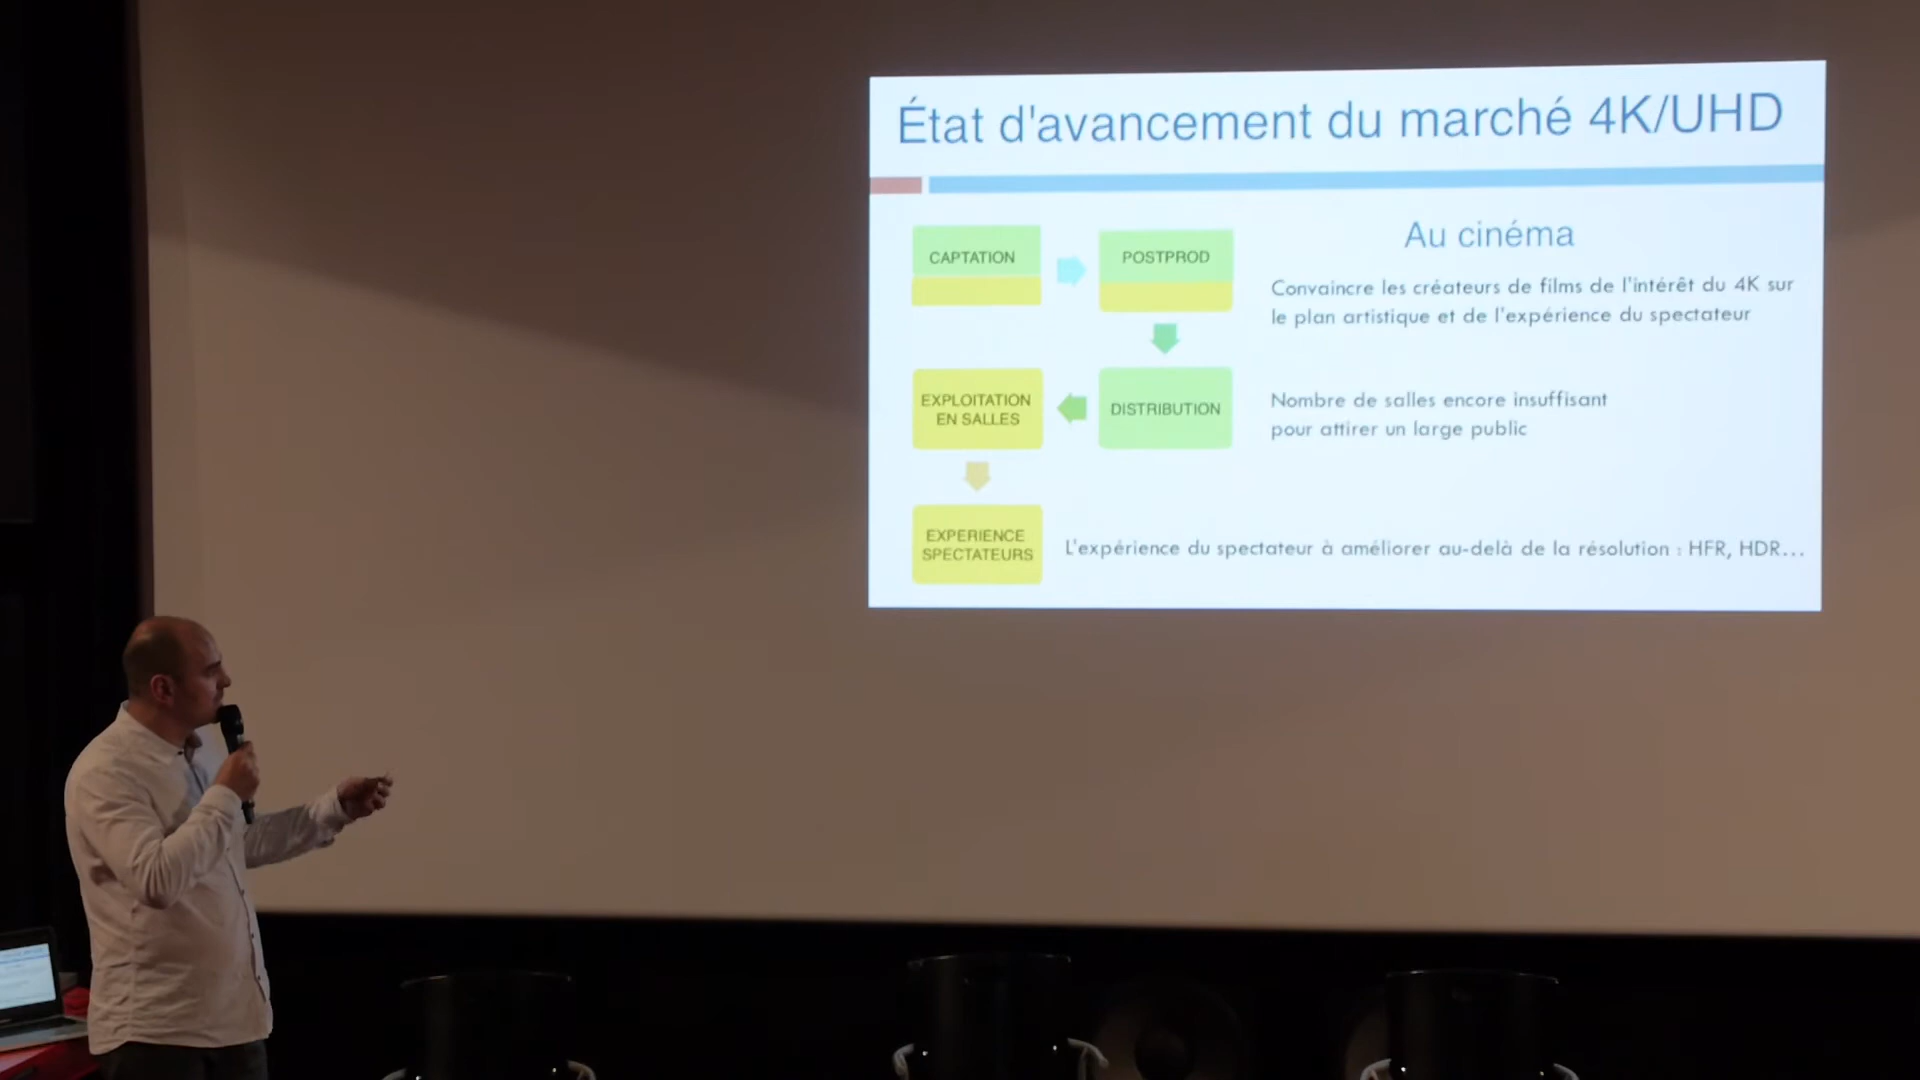 État d'avancement du marché 4K/UHD
Au cinéma
CAPTATION
POSTPROD
Convaincre les créateurs de films de l'intérêt du 4K sur
le plan artistique et de l'expérience du spectateur
EXPLOITATION
EN SALLES
DISTRIBUTION
Nombre de salles encore insuffisant
pour attirer un large public
EXPERIENCE
SPECTATEURS
L'expérience du spectateur à améliorer au-delà de la résolution : HFR, HDR...